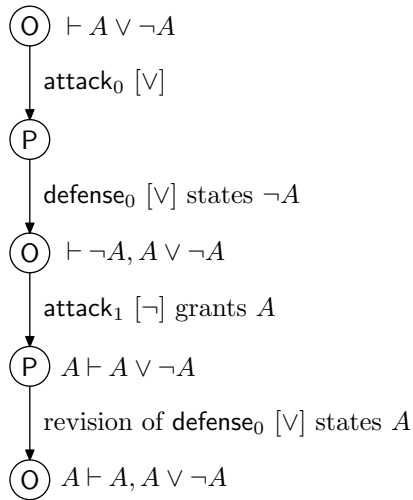 O ⊢ A ∨ ¬A
attack₀ [∨]
P
defense₀ [∨] states ¬A
O ⊢ ¬A, A ∨ ¬A
attack₁ [¬] grants A
P A ⊢ A ∨ ¬A
revision of defense₀ [∨] states A
O A ⊢ A, A ∨ ¬A